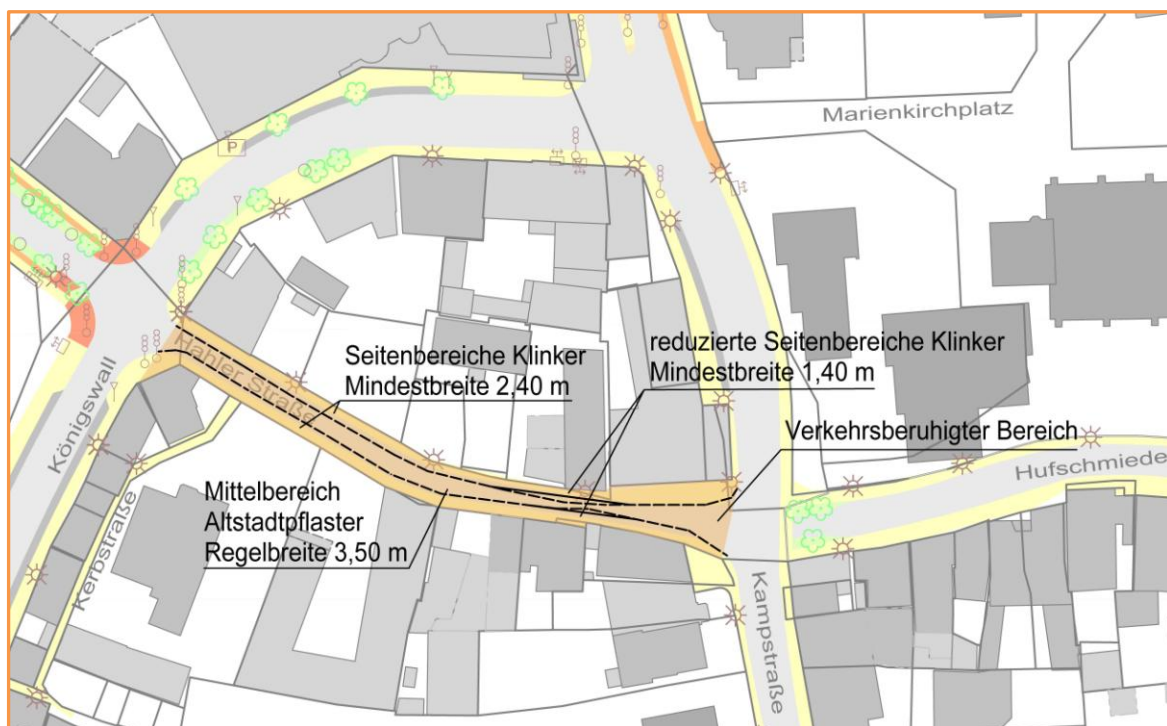 Marienkirchplatz
P
Hahler Straße
Seitenbereiche Klinker
Mindestbreite 2,40 m
reduzierte Seitenbereiche Klinker
Mindestbreite 1,40 m
Verkehrsberuhigter Bereich
Königswall
Hufschmiede
Mittelbereich
Altstadtpflaster
Regelbreite 3,50 m
Kerbstraße
Kampstraße